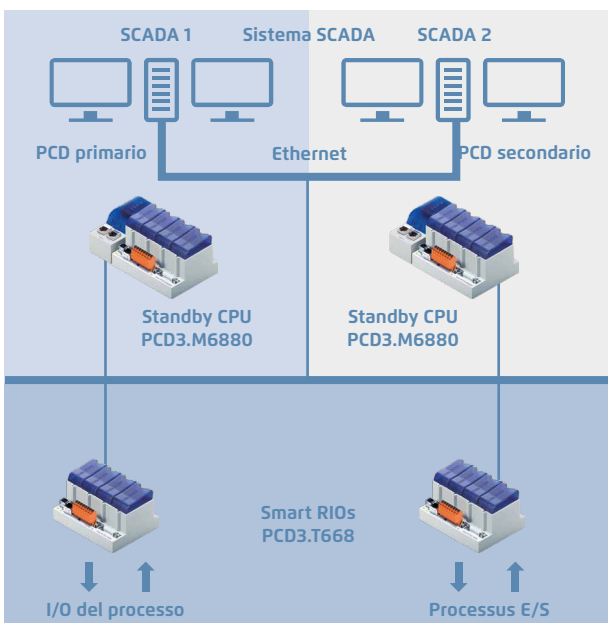 SCADA 1
Sistema SCADA
SCADA 2
PCD primario
Ethernet
PCD secondario
Standby CPU
PCD3.M6880
Standby CPU
PCD3.M6880
Smart RIOs
PCD3.T668
I/O del processo
Processus E/S